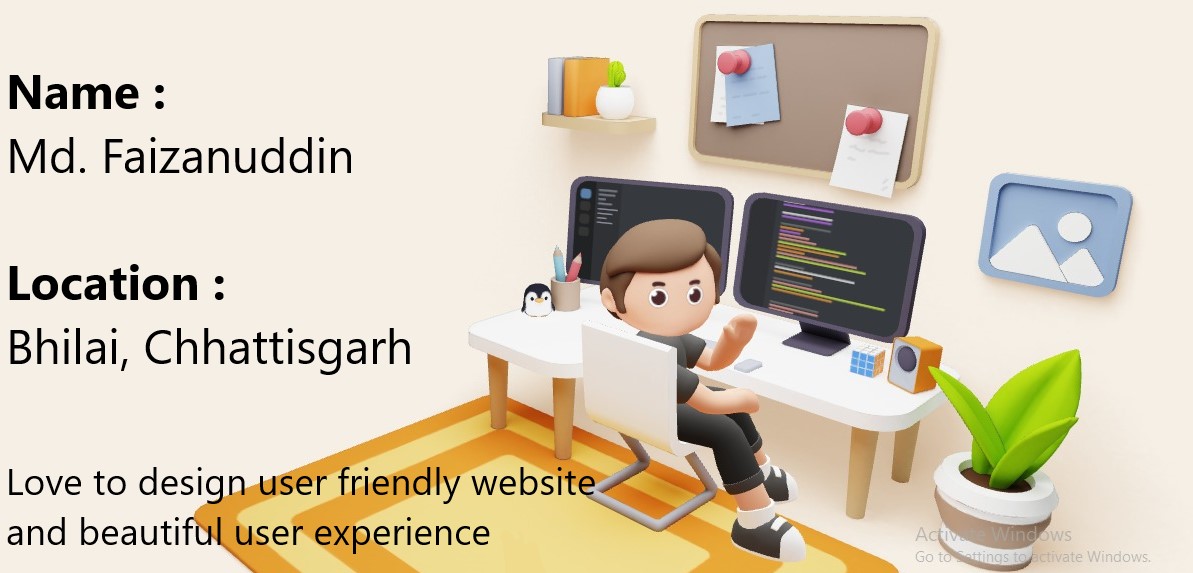 Name :
Md. Faizanuddin
Location :
Bhilai, Chhattisgarh
Love to design user friendly website
and beautiful user experience
Activate Windows
Go to Settings to activate Windows.